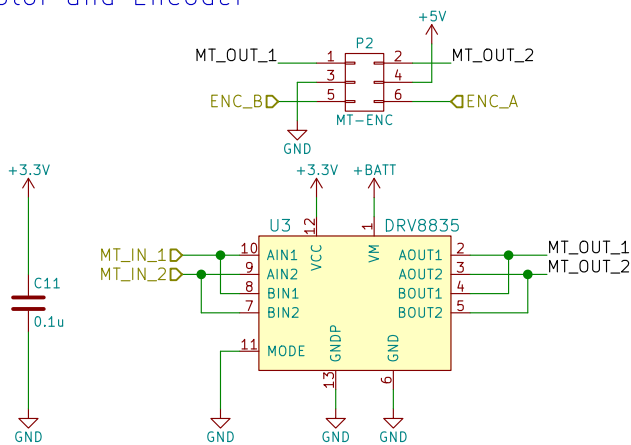 otor and Encoder
+5V
P2
MT_OUT_1 1 2 MT_OUT_2
3 4
ENC_B 5 6 ENC_A
MT-ENC
GND
+3.3V +3.3V +BATT
U3 12 1 DRV8835
MT_IN_1 10 AIN1 VCC VM AOUT1 2 MT_OUT_1
MT_IN_2 9 AIN2 AOUT2 3 MT_OUT_2
C11 8 BIN1 BOUT1 4
0.1u 7 BIN2 BOUT2 5
11 MODE GNDP GND
13 6
GND GND GND GND